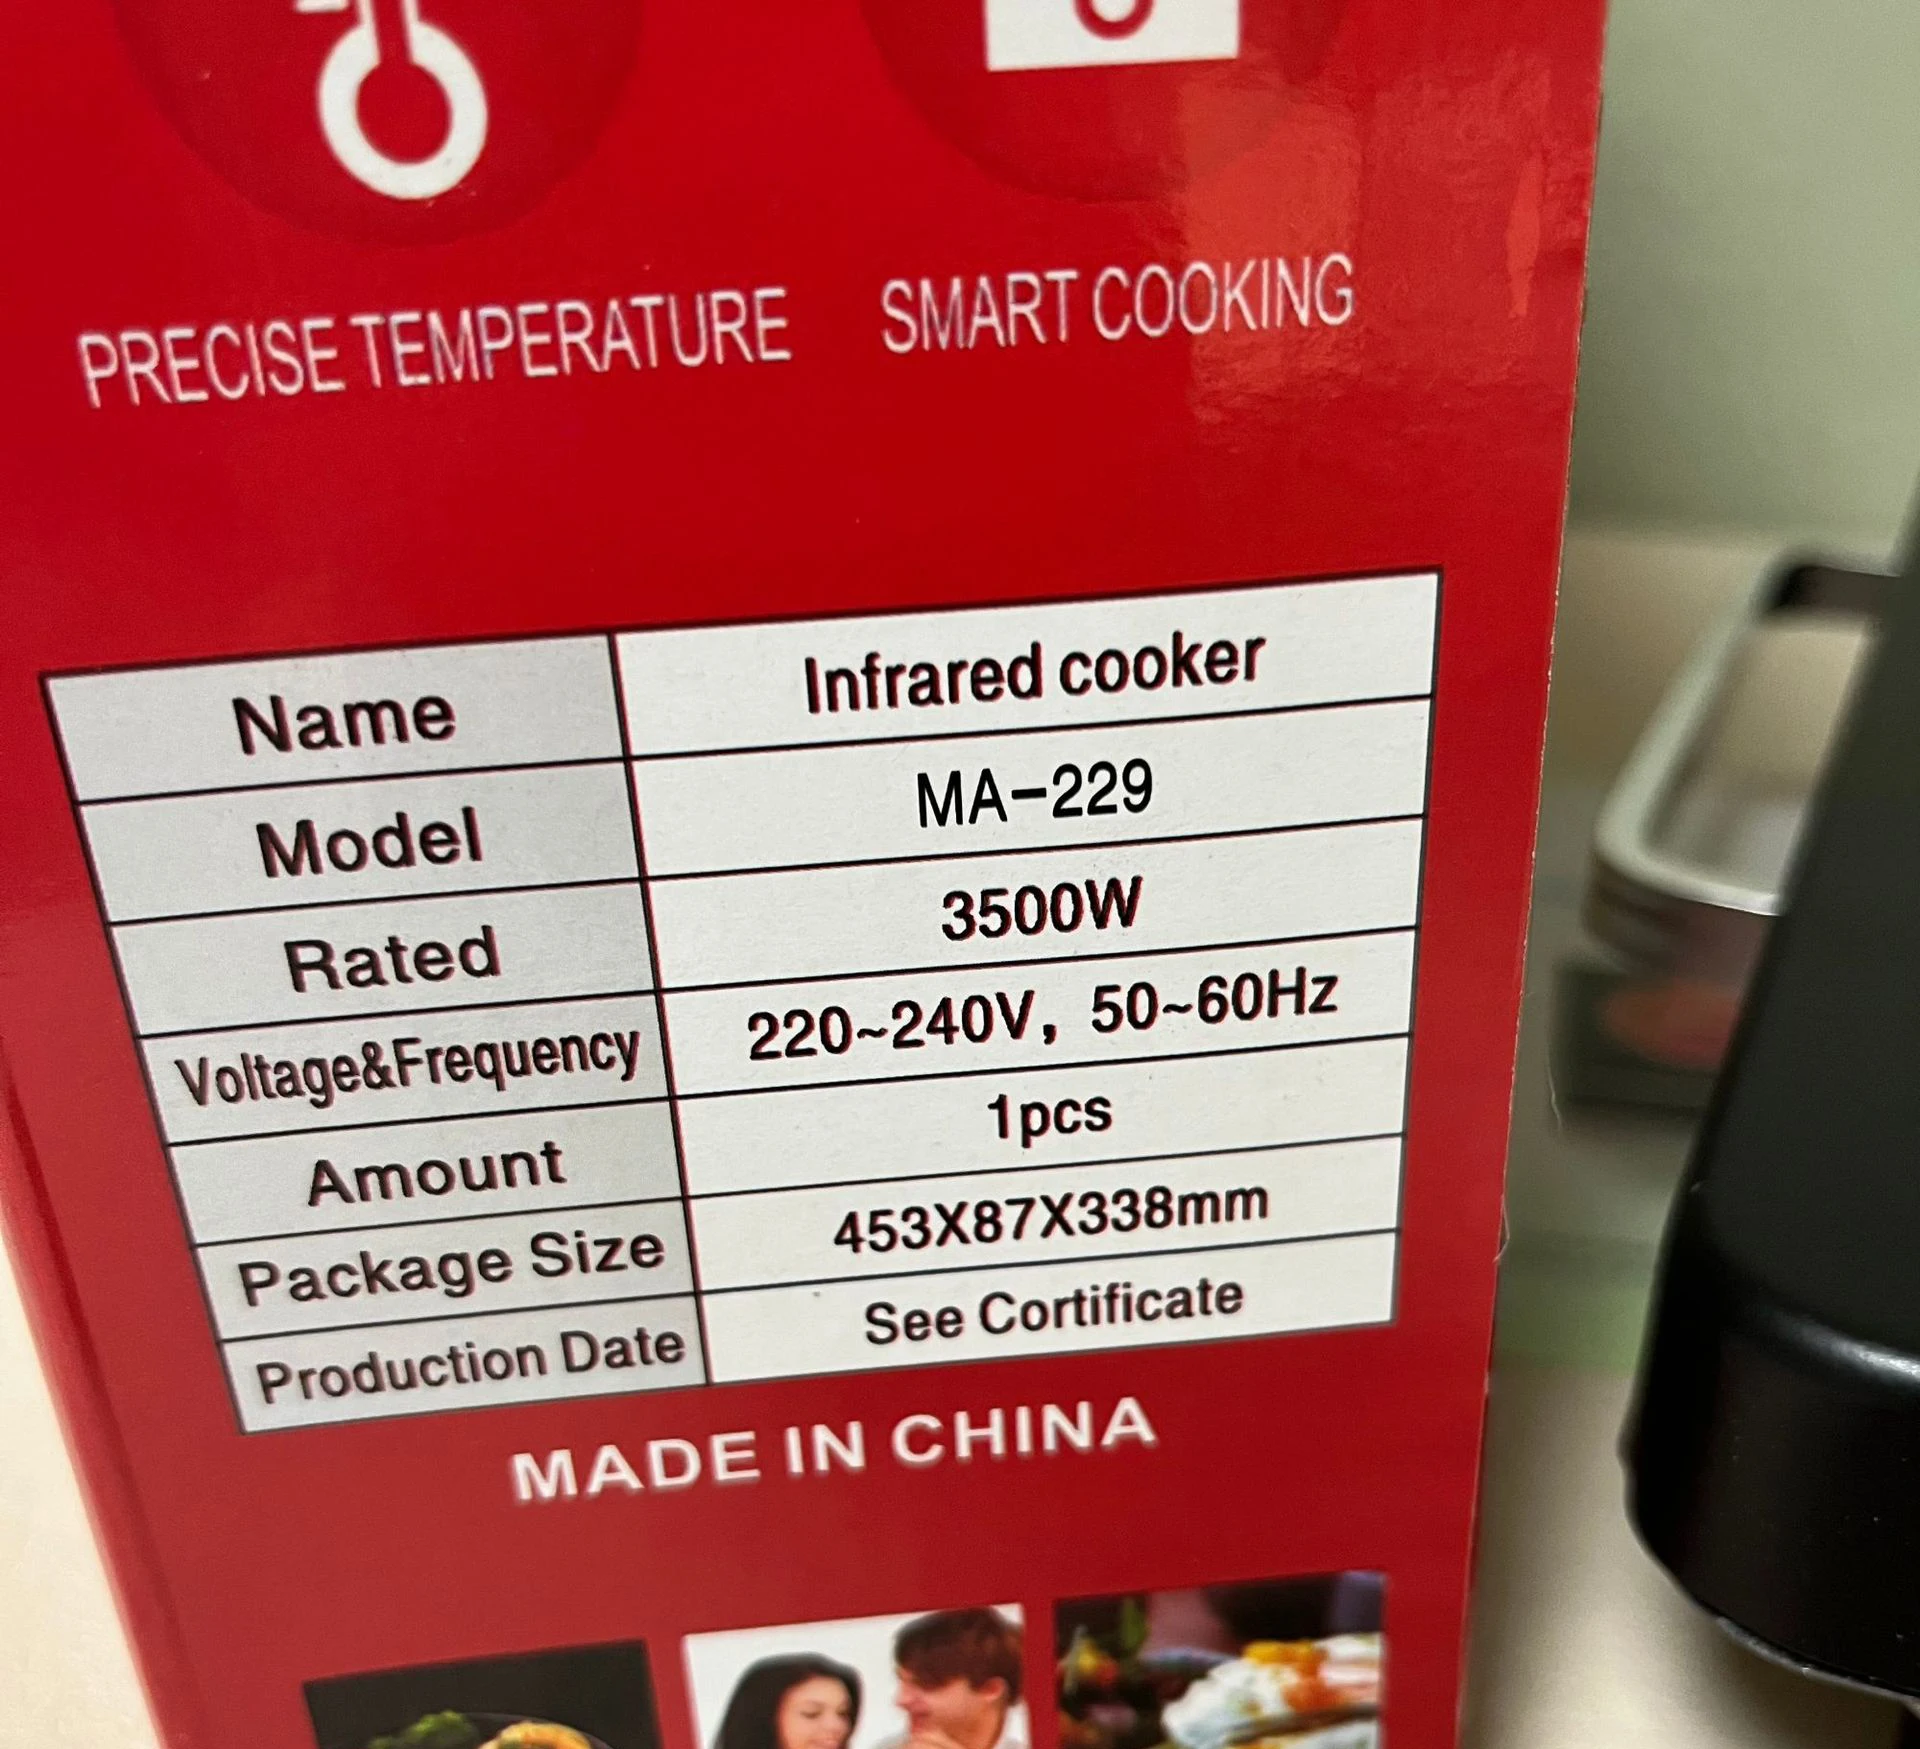 PRECISE TEMPERATURE SMART COOKING
Name Infrared cooker
Model MA-229
Rated 3500W
Voltage&Frequency 220~240V, 50~60Hz
Amount 1pcs
Package Size 453X87X338mm
Production Date See Cortificate
MADE IN CHINA